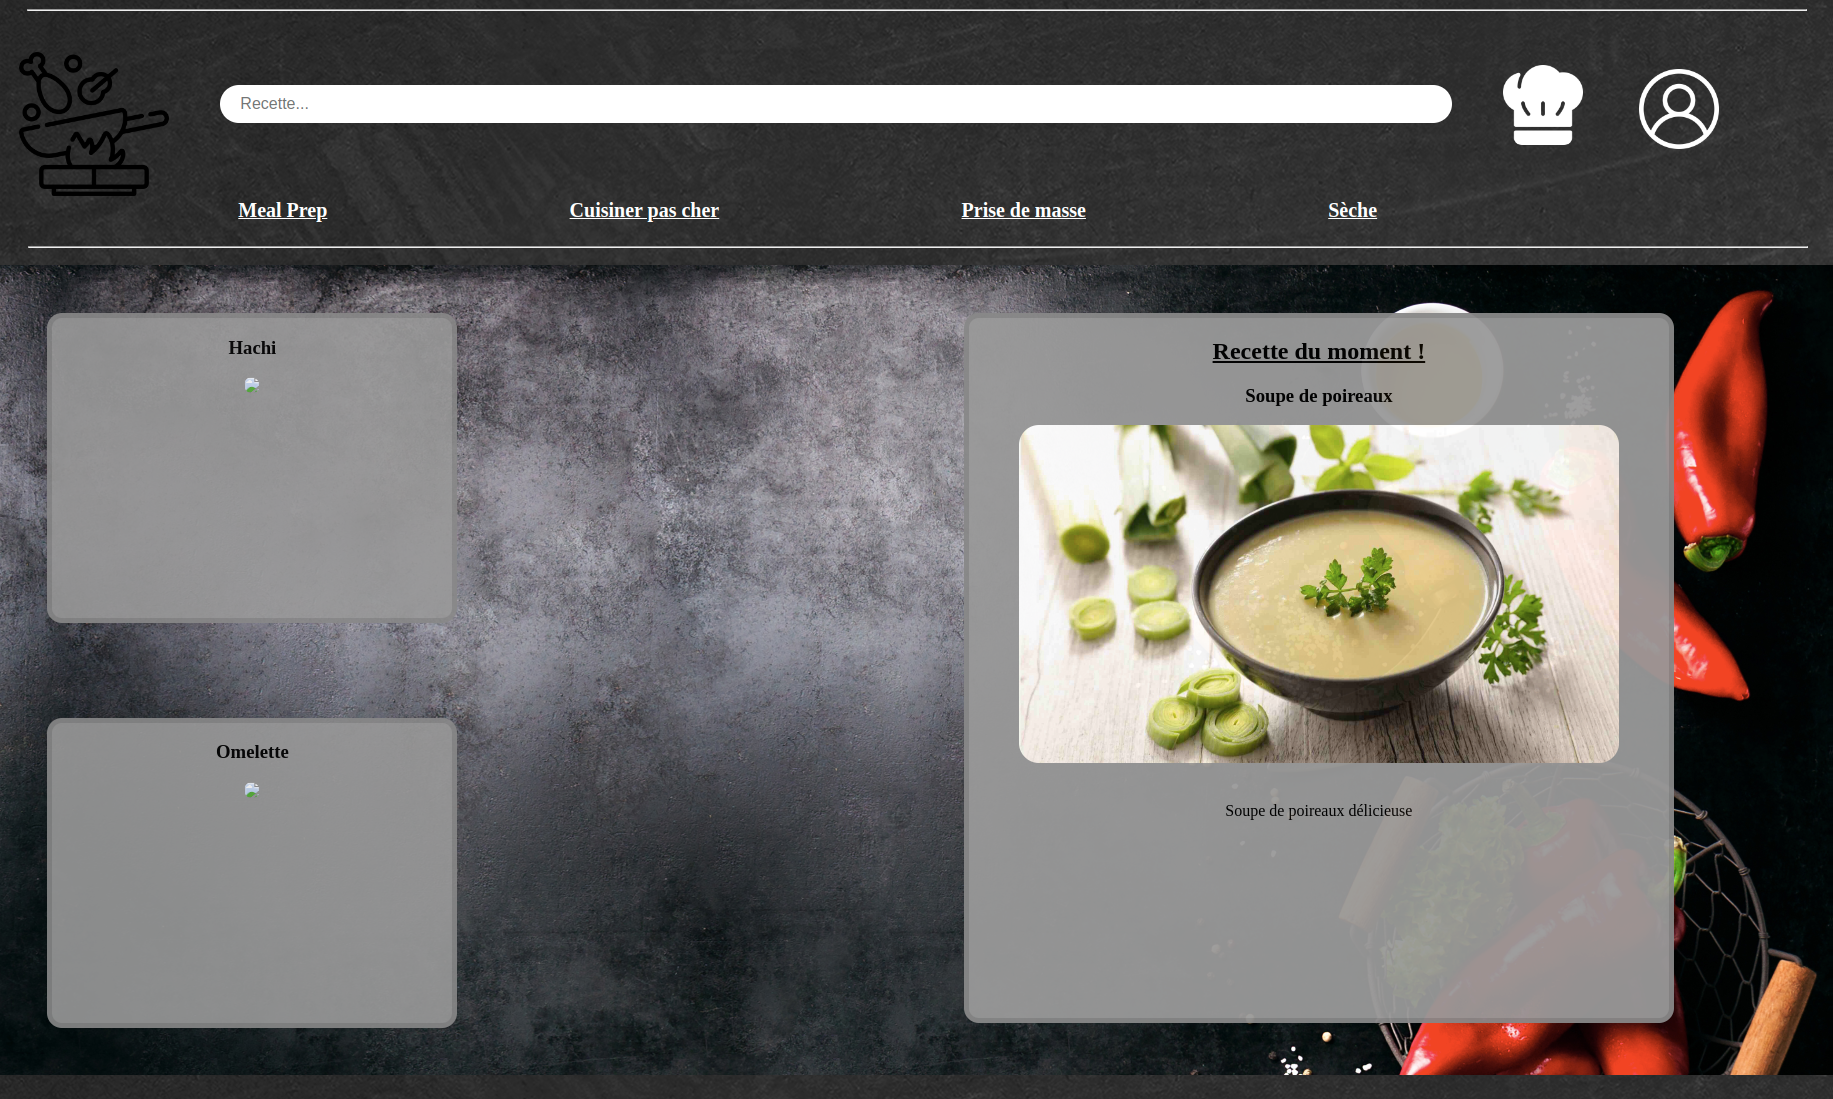 Recette...
Meal Prep
Cuisiner pas cher
Prise de masse
Sèche
Hachi
Omelette
Recette du moment !
Soupe de poireaux
Soupe de poireaux délicieuse